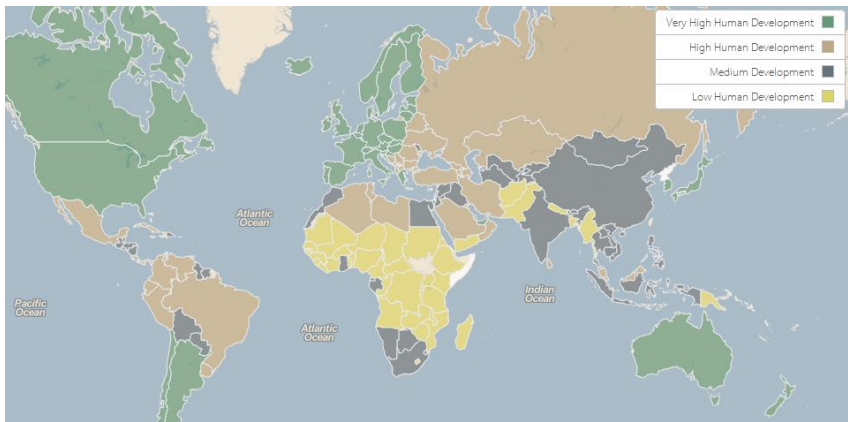 Very High Human Development
High Human Development
Medium Development
Low Human Development
Atlantic
Ocean
Pacific
Ocean
Indian
Ocean
Atlantic
Ocean